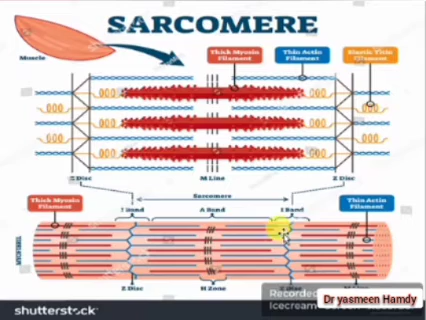 SARCOMERE
Muscle
Thick Myosin Filament
Thin Actin Filament
Elastic Titin Filament
Z Disc
M Line
Z Disc
Sarcomere
Thick Myosin Filament
I Band
A Band
I Band
Thin Actin Filament
Z Disc
H Zone
Recorded
Icecream
Dr yasmeen Hamdy
shutterstock